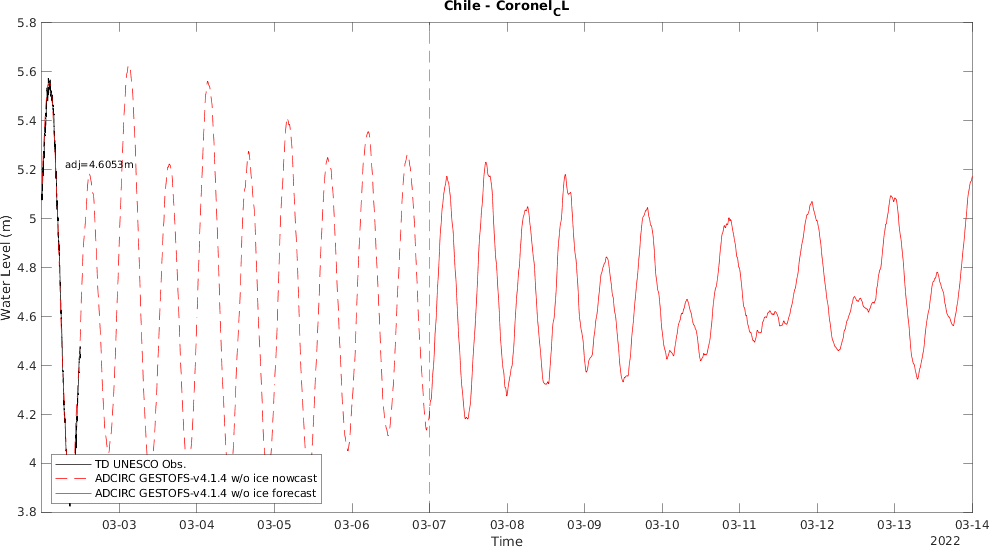 Chile - Coronel_CL
5.8
5.6
5.4
5.2
5
4.8
4.6
4.4
4.2
4
3.8
Water Level (m)
adj=4.6053m
TD UNESCO Obs.
ADCIRC GESTOFS-v4.1.4 w/o ice nowcast
ADCIRC GESTOFS-v4.1.4 w/o ice forecast
03-03 03-04 03-05 03-06 03-07 03-08 03-09 03-10 03-11 03-12 03-13 03-14
Time
2022